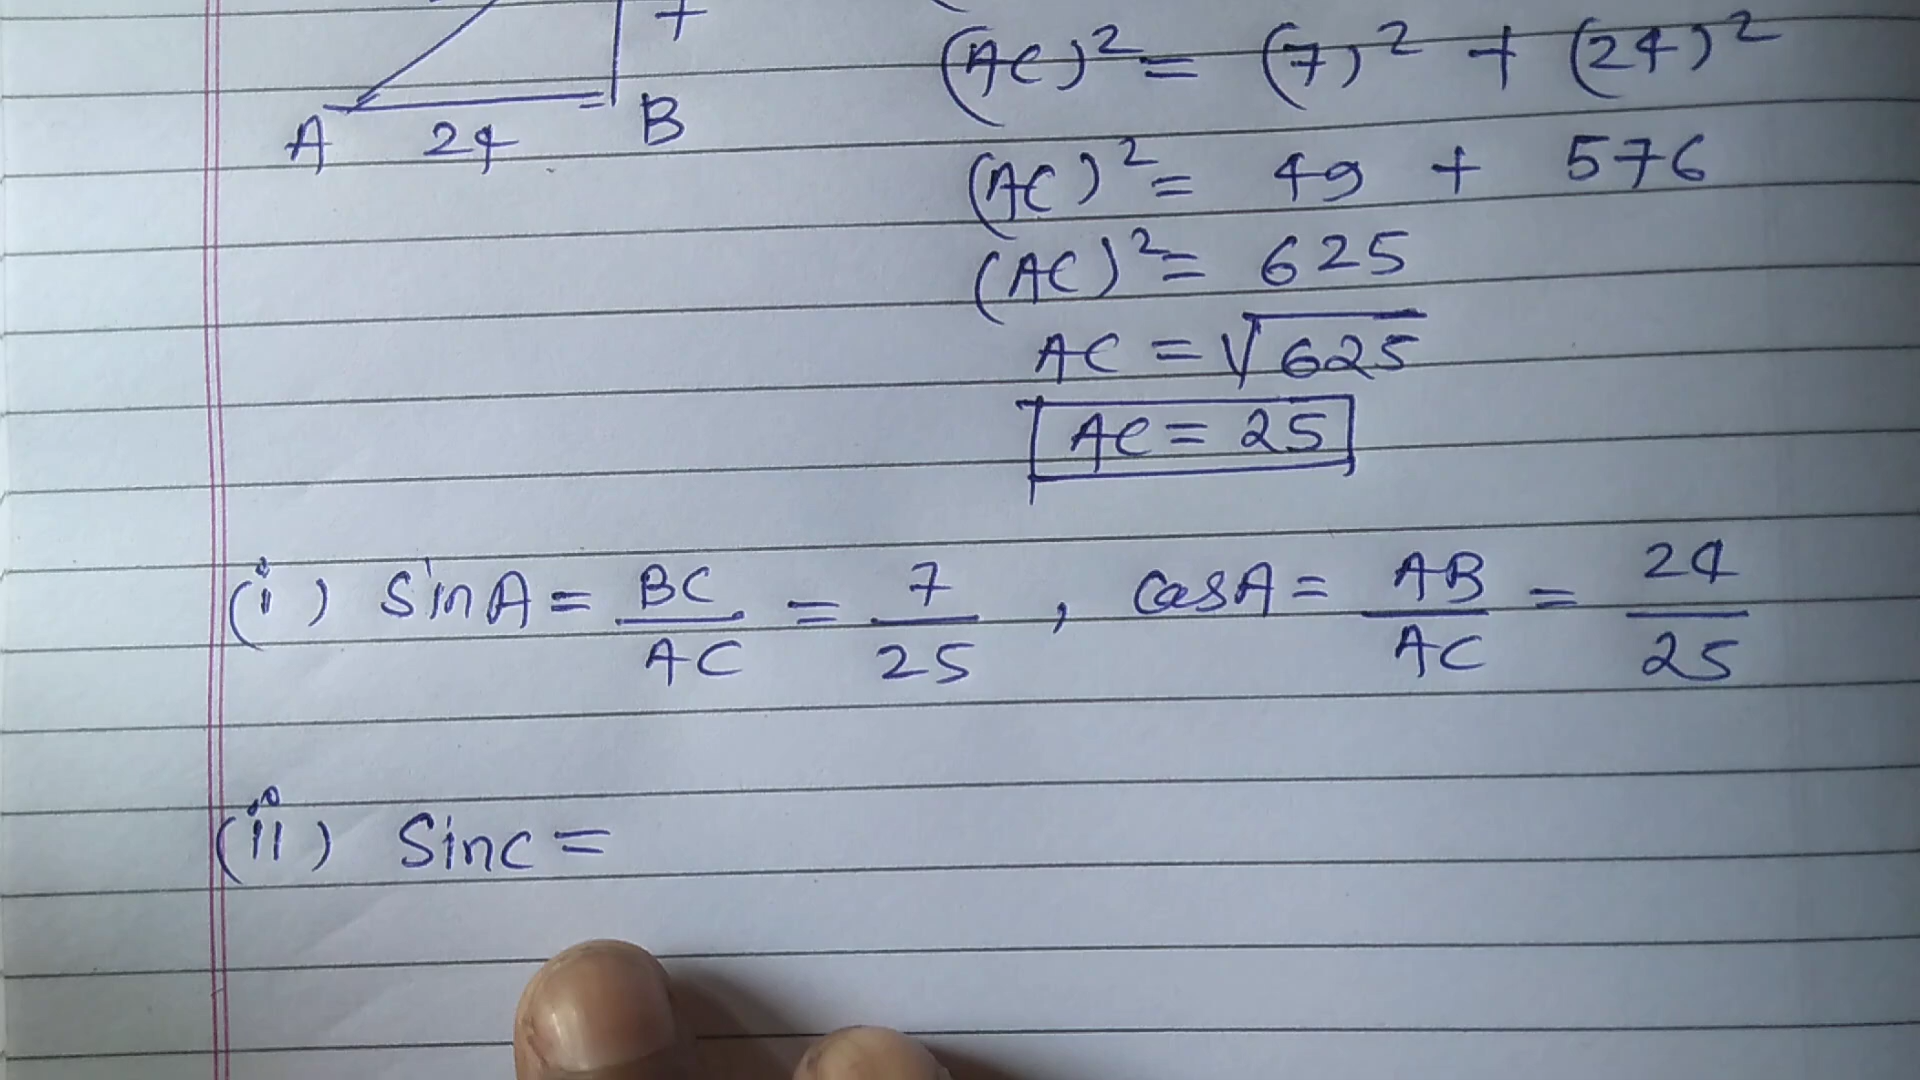 7
A 24 B
(AC)² = (7)² + (24)²
(AC)² = 49 + 576
(AC)² = 625
AC = √625
AC = 25
(i) SinA = BC/AC = 7/25 , CosA = AB/AC = 24/25
(ii) Sinc =